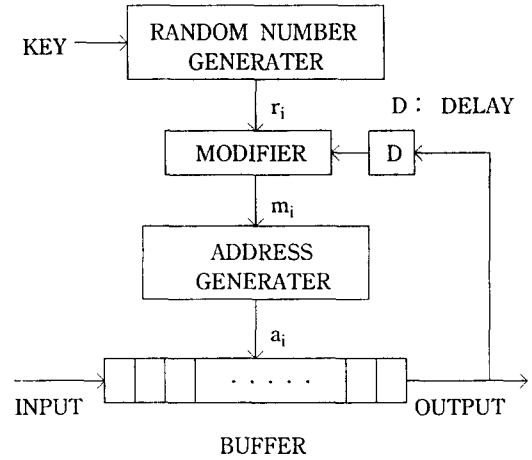 RANDOM NUMBER
GENERATER
KEY
r_i
D : DELAY
MODIFIER
D
m_i
ADDRESS
GENERATER
a_i
. . . . .
INPUT
OUTPUT
BUFFER